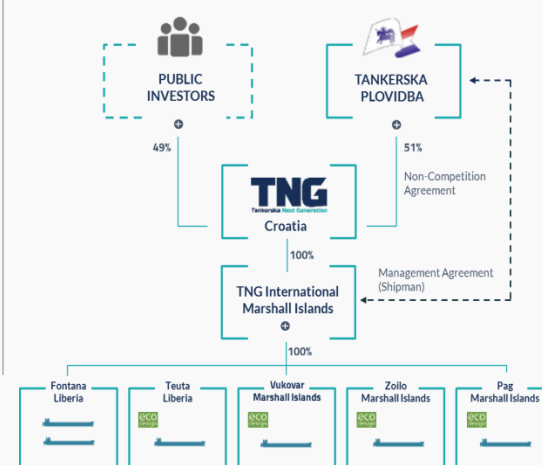 PUBLIC
INVESTORS
TANKERSKA
PLOVIDBA
49%
51%
Non-Competition
Agreement
TNG
Tankerska Next Generation
Croatia
100%
TNG International
Marshall Islands
Management Agreement
(Shipman)
100%
Fontana
Liberia
Teuta
Liberia
Vukovar
Marshall Islands
Zoilo
Marshall Islands
Pag
Marshall Islands
eco
design
eco
design
eco
design
eco
design